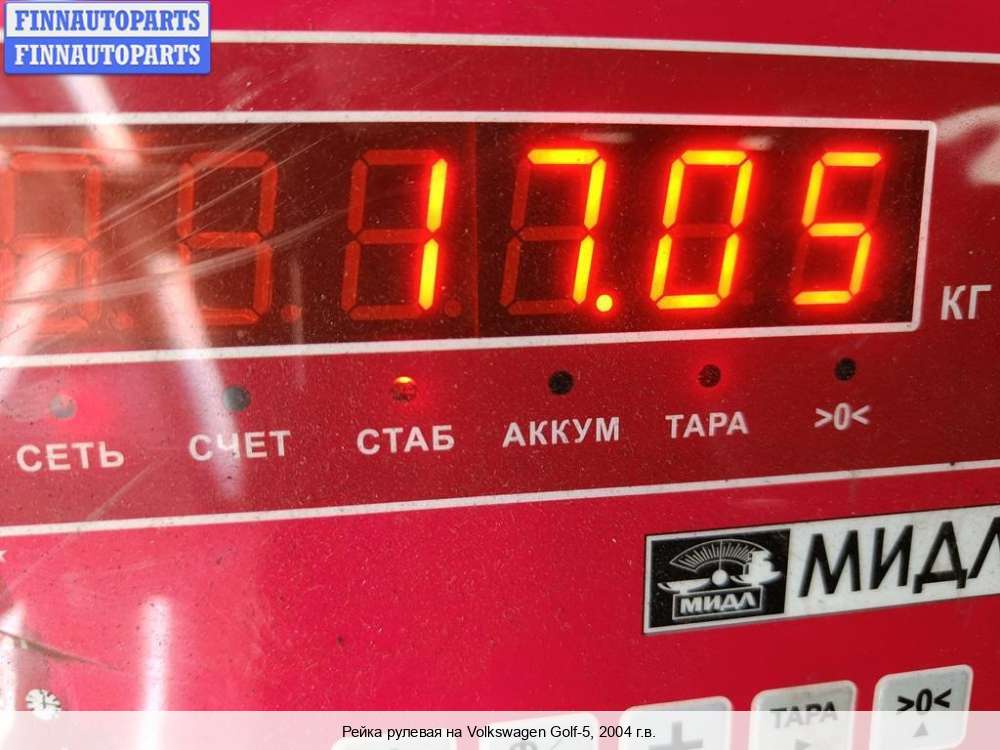 FINNAUTOPARTS
FINNAUTOPARTS
17.05
КГ
СЕТЬ СЧЕТ СТАБ АККУМ ТАРА >0<
МИДЛ МИДЛ
ТАРА >0<
Рейка рулевая на Volkswagen Golf-5, 2004 г.в.